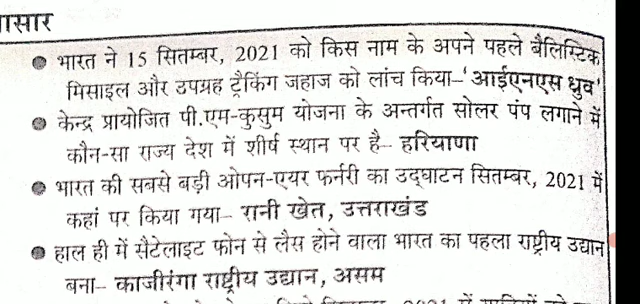 सार
● भारत ने 15 सितम्बर, 2021 को किस नाम के अपने पहले बैलिस्टिक
मिसाइल और उपग्रह ट्रैकिंग जहाज को लांच किया–'आईएनएस ध्रुव'
● केन्द्र प्रायोजित पी.एम-कुसुम योजना के अन्तर्गत सोलर पंप लगाने में
कौन-सा राज्य देश में शीर्ष स्थान पर है– हरियाणा
● भारत की सबसे बड़ी ओपन-एयर फर्नरी का उद्घाटन सितम्बर, 2021 में
कहां पर किया गया– रानी खेत, उत्तराखंड
● हाल ही में सैटेलाइट फोन से लैस होने वाला भारत का पहला राष्ट्रीय उद्यान
बना– काजीरंगा राष्ट्रीय उद्यान, असम
2021 में